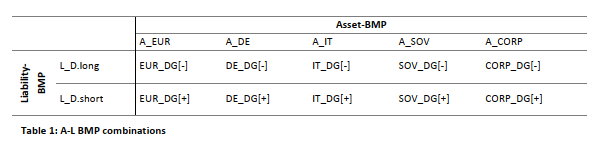 Asset-BMP
A_EUR A_DE A_IT A_SOV A_CORP
Liability-
BMP
L_D.long EUR_DG[-] DE_DG[-] IT_DG[-] SOV_DG[-] CORP_DG[-]
L_D.short EUR_DG[+] DE_DG[+] IT_DG[+] SOV_DG[+] CORP_DG[+]
Table 1: A-L BMP combinations